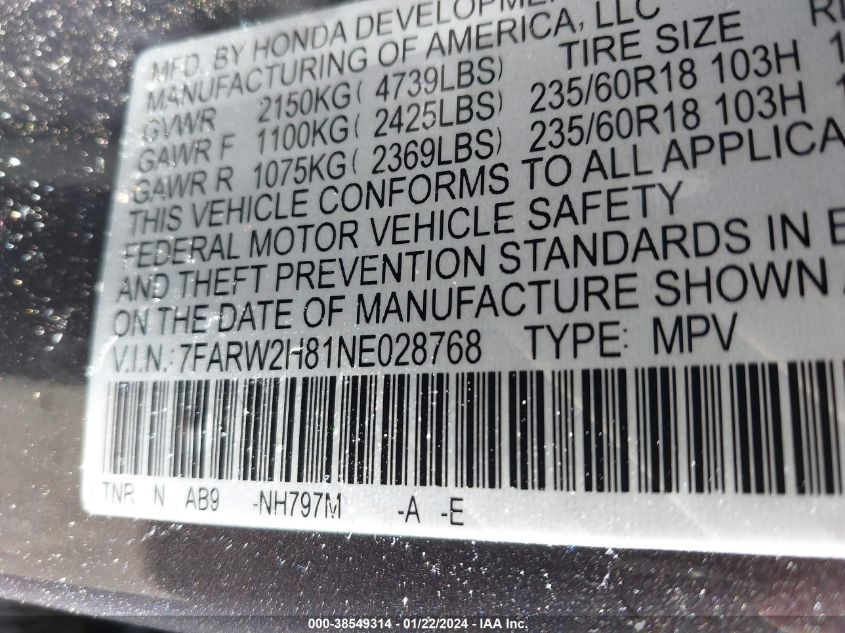 MFD. BY HONDA DEVELOPMEN
MANUFACTURING OF AMERICA, LLC
GVWR 2150KG( 4739LBS) TIRE SIZE
GAWR F 1100KG( 2425LBS) 235/60R18 103H
GAWR R 1075KG( 2369LBS) 235/60R18 103H
THIS VEHICLE CONFORMS TO ALL APPLICA
FEDERAL MOTOR VEHICLE SAFETY
AND THEFT PREVENTION STANDARDS IN E
ON THE DATE OF MANUFACTURE SHOWN
V.I.N.: 7FARW2H81NE028768 TYPE: MPV
TNR N AB9 -NH797M -A -E
000-38549314 - 01/22/2024 - IAA Inc.